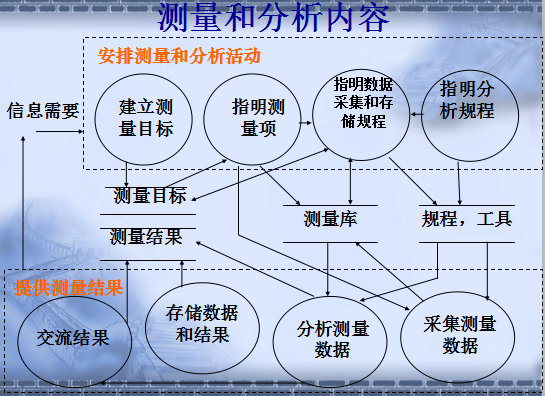 测量和分析内容
安排测量和分析活动
信息需要
建立测
量目标
指明测
量项
指明数据
采集和存
储规程
指明分
析规程
测量目标
测量结果
测量库
规程，工具
提供测量结果
交流结果
存储数据
和结果
分析测量
数据
采集测量
数据